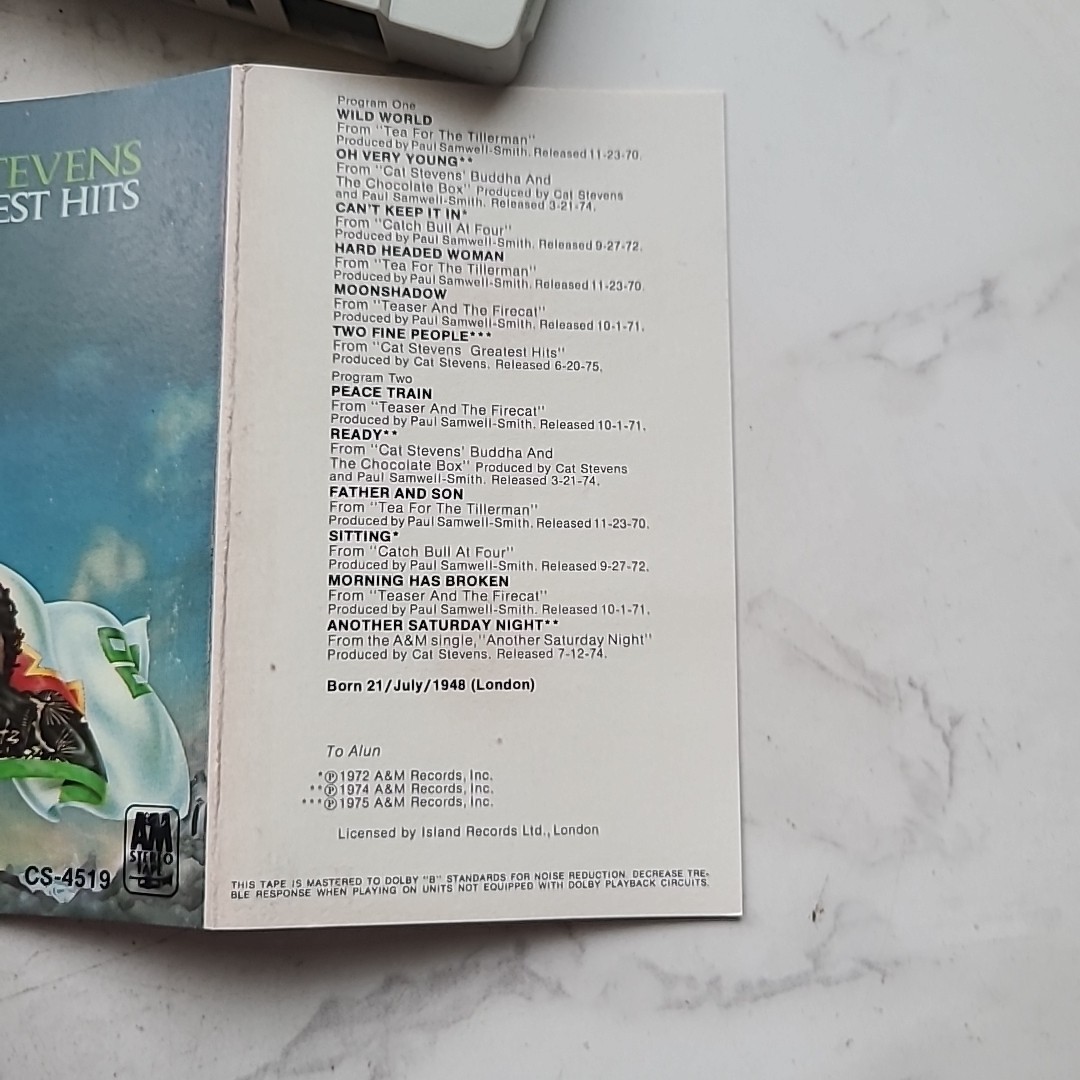 TEVENS
EST HITS
CS-4519
A&M
STEREO
TAPE
Program One
WILD WORLD
From "Tea For The Tillerman"
Produced by Paul Samwell-Smith. Released 11-23-70.
OH VERY YOUNG**
From "Cat Stevens' Buddha And
The Chocolate Box" Produced by Cat Stevens
and Paul Samwell-Smith. Released 3-21-74.
CAN'T KEEP IT IN*
From "Catch Bull At Four"
Produced by Paul Samwell-Smith. Released 9-27-72.
HARD HEADED WOMAN
From "Tea For The Tillerman"
Produced by Paul Samwell-Smith. Released 11-23-70.
MOONSHADOW
From "Teaser And The Firecat"
Produced by Paul Samwell-Smith. Released 10-1-71.
TWO FINE PEOPLE***
From "Cat Stevens Greatest Hits"
Produced by Cat Stevens. Released 6-20-75.
Program Two
PEACE TRAIN
From "Teaser And The Firecat"
Produced by Paul Samwell-Smith. Released 10-1-71.
READY**
From "Cat Stevens' Buddha And
The Chocolate Box" Produced by Cat Stevens
and Paul Samwell-Smith. Released 3-21-74.
FATHER AND SON
From "Tea For The Tillerman"
Produced by Paul Samwell-Smith. Released 11-23-70.
SITTING*
From "Catch Bull At Four"
Produced by Paul Samwell-Smith. Released 9-27-72.
MORNING HAS BROKEN
From "Teaser And The Firecat"
Produced by Paul Samwell-Smith. Released 10-1-71.
ANOTHER SATURDAY NIGHT**
From the A&M single, "Another Saturday Night"
Produced by Cat Stevens. Released 7-12-74.
Born 21/July/1948 (London)
To Alun
*℗1972 A&M Records, Inc.
**℗1974 A&M Records, Inc.
***℗1975 A&M Records, Inc.
Licensed by Island Records Ltd., London
THIS TAPE IS MASTERED TO DOLBY "B" STANDARDS FOR NOISE REDUCTION. DECREASE TRE-
BLE RESPONSE WHEN PLAYING ON UNITS NOT EQUIPPED WITH DOLBY PLAYBACK CIRCUITS.